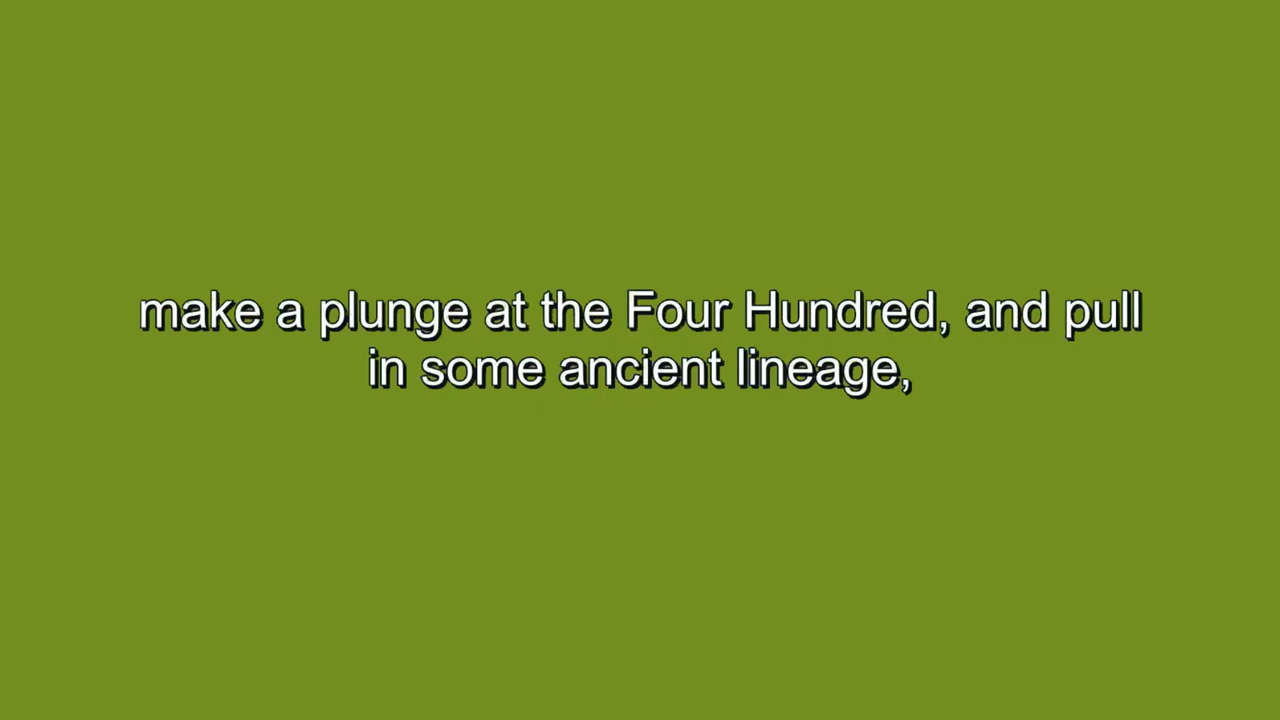 make a plunge at the Four Hundred, and pull
in some ancient lineage,